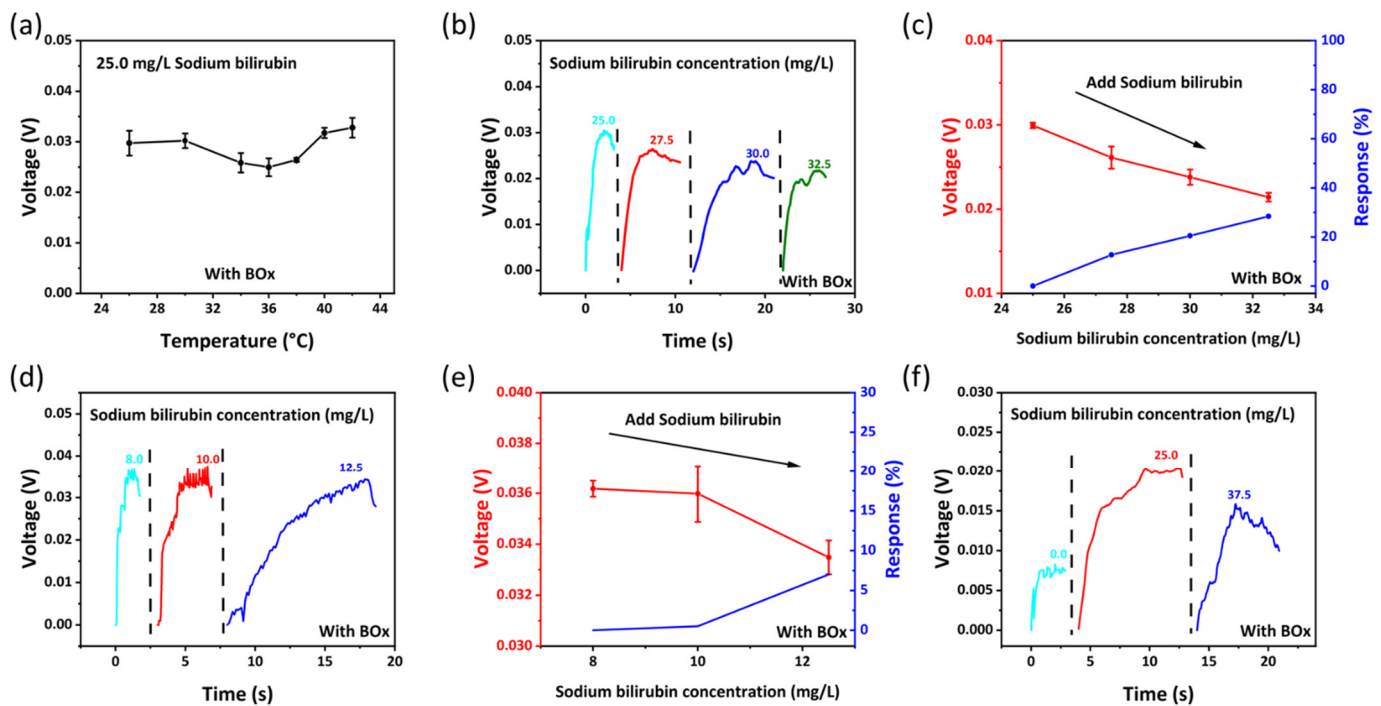 (a)
0.05
0.04
0.03
0.02
0.01
0.00
Voltage (V)
25.0 mg/L Sodium bilirubin
With BOx
24 28 32 36 40 44
Temperature (°C)
(b)
0.05
0.04
0.03
0.02
0.01
0.00
Voltage (V)
Sodium bilirubin concentration (mg/L)
25.0
27.5
30.0
32.5
With BOx
0 10 20 30
Time (s)
(c)
0.04
0.03
0.02
0.01
Voltage (V)
100
80
60
40
20
0
Response (%)
Add Sodium bilirubin
With BOx
24 26 28 30 32 34
Sodium bilirubin concentration (mg/L)
(d)
0.05
0.04
0.03
0.02
0.01
0.00
Voltage (V)
Sodium bilirubin concentration (mg/L)
8.0
10.0
12.5
With BOx
0 5 10 15 20
Time (s)
(e)
0.040
0.038
0.036
0.034
0.032
0.030
Voltage (V)
30
25
20
15
10
5
0
Response (%)
Add Sodium bilirubin
With BOx
8 10 12
Sodium bilirubin concentration (mg/L)
(f)
0.030
0.025
0.020
0.015
0.010
0.005
0.000
Voltage (V)
Sodium bilirubin concentration (mg/L)
0.0
25.0
37.5
With BOx
0 5 10 15 20
Time (s)